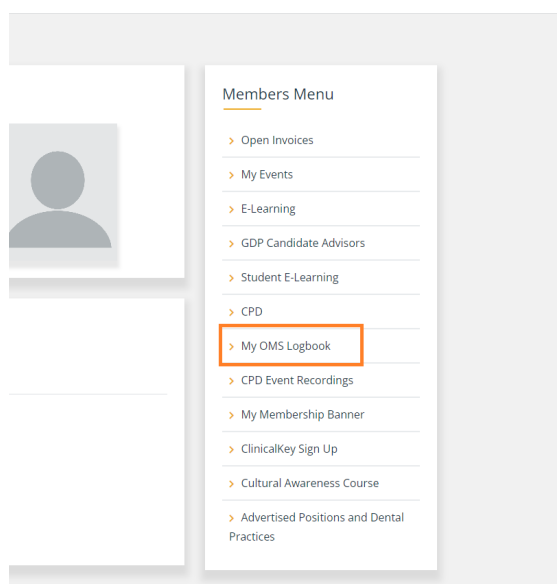 Members Menu
Open Invoices
My Events
E-Learning
GDP Candidate Advisors
Student E-Learning
CPD
My OMS Logbook
CPD Event Recordings
My Membership Banner
ClinicalKey Sign Up
Cultural Awareness Course
Advertised Positions and Dental
Practices